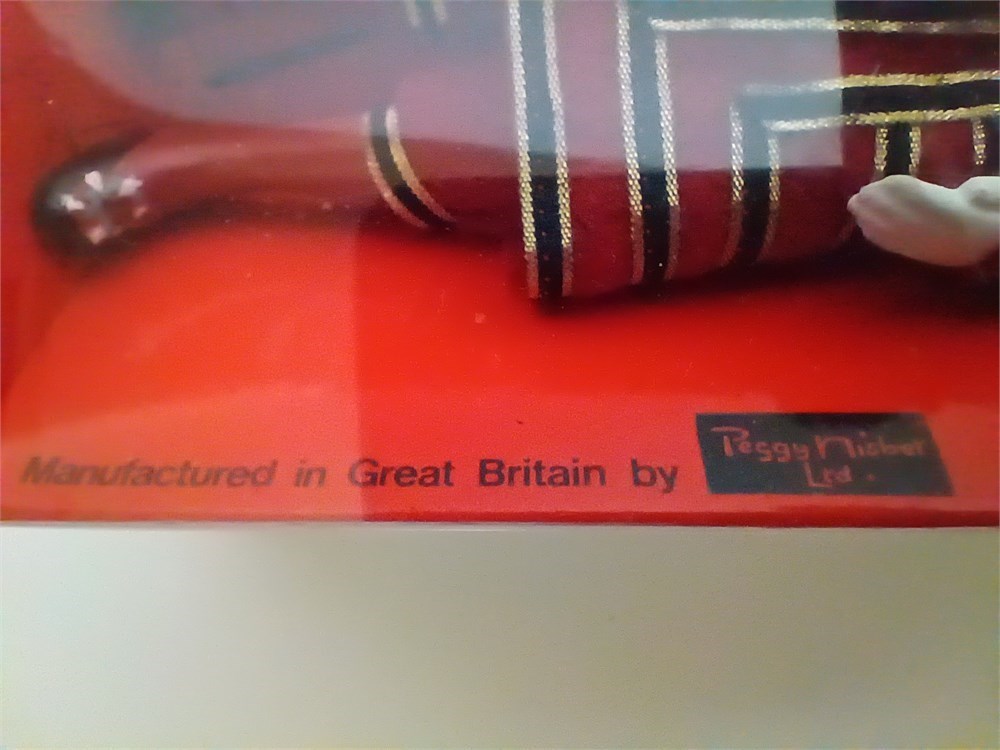 Manufactured in Great Britain by
Peggy Nisbet
Ltd.